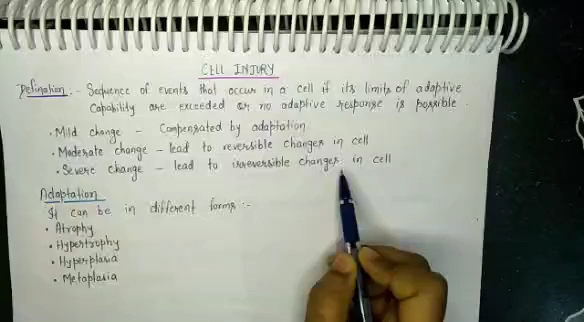 CELL INJURY
Defination :- Sequence of events that occur in a cell if its limits of adaptive
capability are exceeded or no adaptive response is possible.
• Mild change - Compensated by adaptation
• Moderate change - lead to reversible changes in cell
• Severe change - lead to irreversible changes in cell
Adaptation
It can be in different forms :-
• Atrophy
• Hypertrophy
• Hyperplasia
• Metaplasia